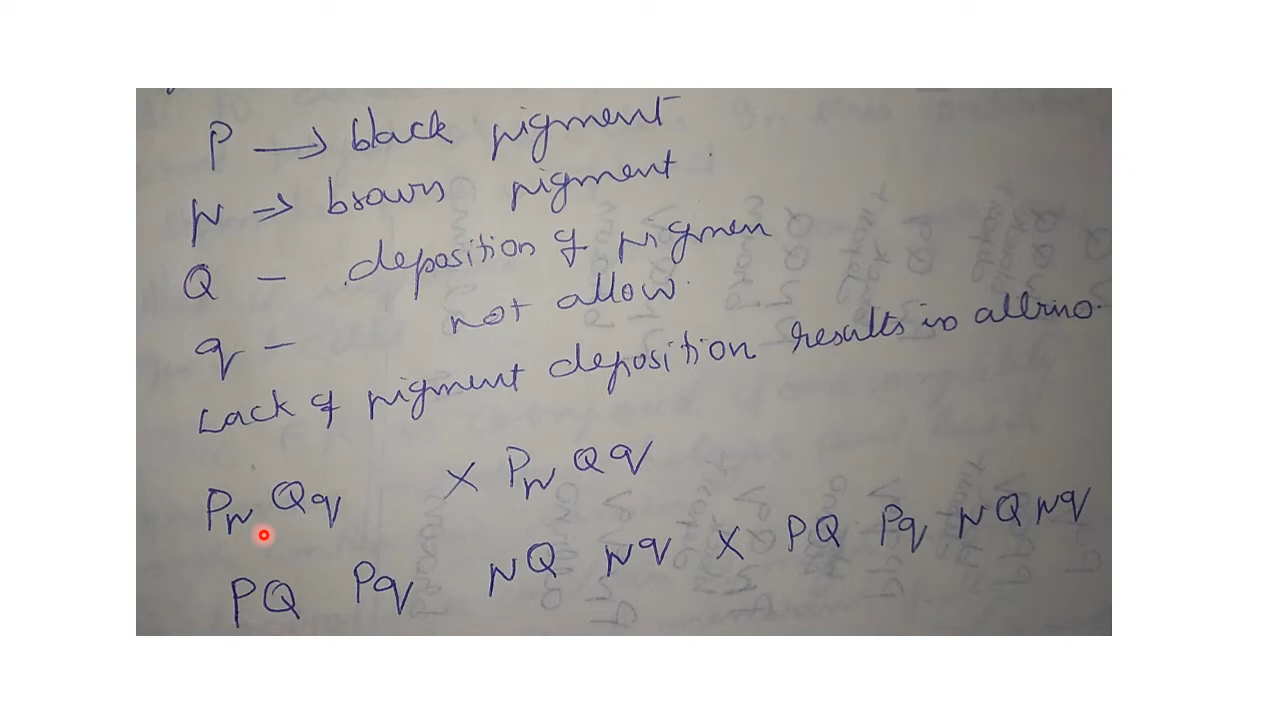 P → black pigment
p ⇒ brown pigment
Q - deposition of pigmen
not allow.
q -
Lack of pigment deposition results in albino.
Pp Qq × Pp Qq
PQ Pq pQ pq × PQ Pq pQ pq